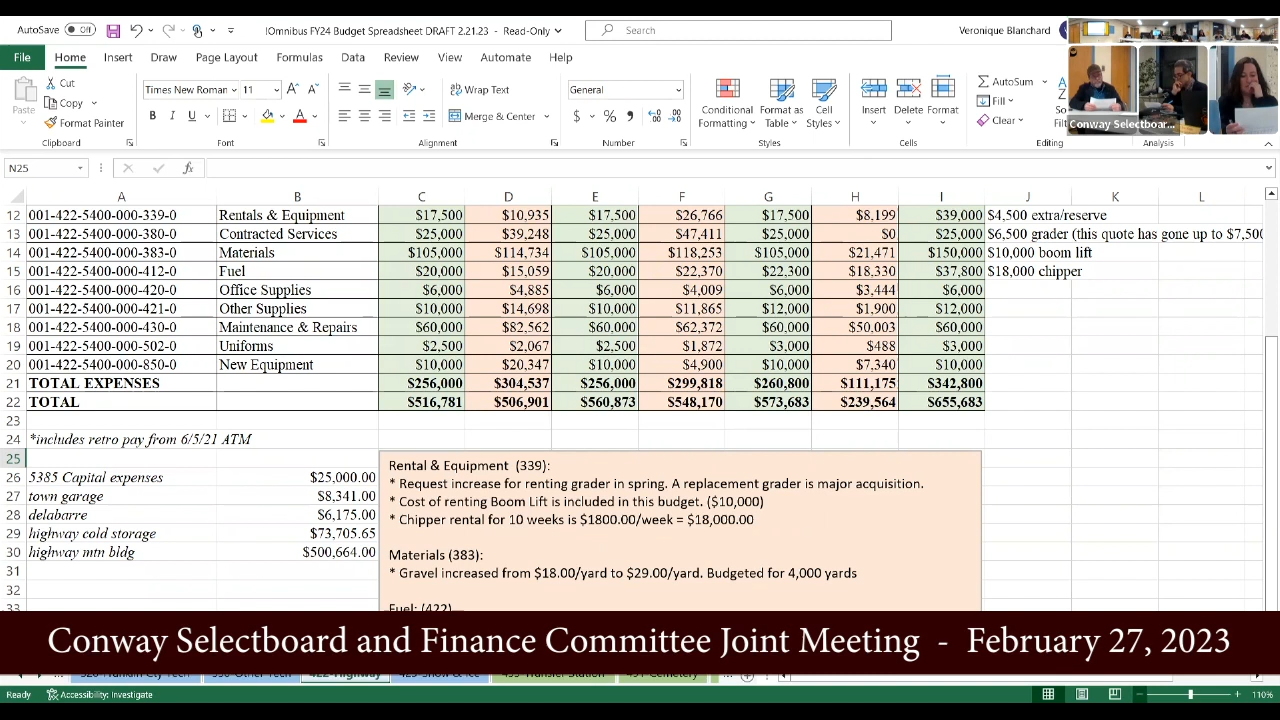 AutoSave Off !Omnibus FY24 Budget Spreadsheet DRAFT 2.21.23 - Read-Only Search Veronique Blanchard
File Home Insert Draw Page Layout Formulas Data Review View Automate Help
Cut
Copy
Format Painter
Paste
Times New Roman 11
B I U
Wrap Text
Merge & Center
General
$ %
Conditional Formatting
Format as Table
Cell Styles
Insert Delete Format
AutoSum
Fill
Clear
Conway Selectboar...
Clipboard Font Alignment Number Styles Cells Editing Analysis
N25 fx
A B C D E F G H I J K L
12 001-422-5400-000-339-0 Rentals & Equipment $17,500 $10,935 $17,500 $26,766 $17,500 $8,199 $39,000 $4,500 extra/reserve
13 001-422-5400-000-380-0 Contracted Services $25,000 $39,248 $25,000 $47,411 $25,000 $0 $25,000 $6,500 grader (this quote has gone up to $7,500
14 001-422-5400-000-383-0 Materials $105,000 $114,734 $105,000 $118,253 $105,000 $21,471 $150,000 $10,000 boom lift
15 001-422-5400-000-412-0 Fuel $20,000 $15,059 $20,000 $22,370 $22,300 $18,330 $37,800 $18,000 chipper
16 001-422-5400-000-420-0 Office Supplies $6,000 $4,885 $6,000 $4,009 $6,000 $3,444 $6,000
17 001-422-5400-000-421-0 Other Supplies $10,000 $14,698 $10,000 $11,865 $12,000 $1,900 $12,000
18 001-422-5400-000-430-0 Maintenance & Repairs $60,000 $82,562 $60,000 $62,372 $60,000 $50,003 $60,000
19 001-422-5400-000-502-0 Uniforms $2,500 $2,067 $2,500 $1,872 $3,000 $488 $3,000
20 001-422-5400-000-850-0 New Equipment $10,000 $20,347 $10,000 $4,900 $10,000 $7,340 $10,000
21 TOTAL EXPENSES $256,000 $304,537 $256,000 $299,818 $260,800 $111,175 $342,800
22 TOTAL $516,781 $506,901 $560,873 $548,170 $573,683 $239,564 $655,683
23
24 *includes retro pay from 6/5/21 ATM
25
26 5385 Capital expenses $25,000.00
27 town garage $8,341.00
28 delabarre $6,175.00
29 highway cold storage $73,705.65
30 highway mtn bldg $500,664.00
31
32
33
Rental & Equipment (339):
* Request increase for renting grader in spring. A replacement grader is major acquisition.
* Cost of renting Boom Lift is included in this budget. ($10,000)
* Chipper rental for 10 weeks is $1800.00/week = $18,000.00
Materials (383):
* Gravel increased from $18.00/yard to $29.00/yard. Budgeted for 4,000 yards
Fuel: (422)
Conway Selectboard and Finance Committee Joint Meeting - February 27, 2023
422-Highway
Ready Accessibility: Investigate 110%